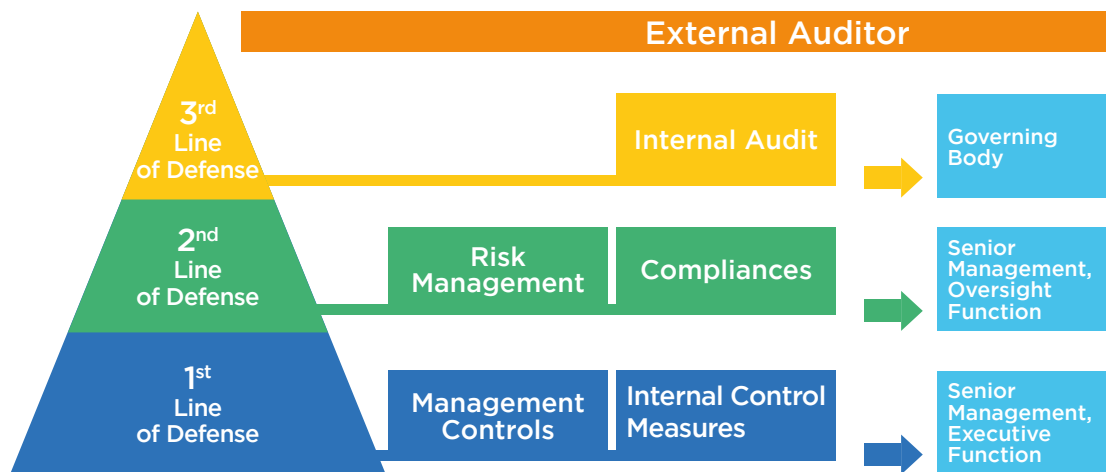 External Auditor
3rd
Line
of Defense
Internal Audit
Governing
Body
2nd
Line
of Defense
Risk
Management
Compliances
Senior
Management,
Oversight
Function
1st
Line
of Defense
Management
Controls
Internal Control
Measures
Senior
Management,
Executive
Function